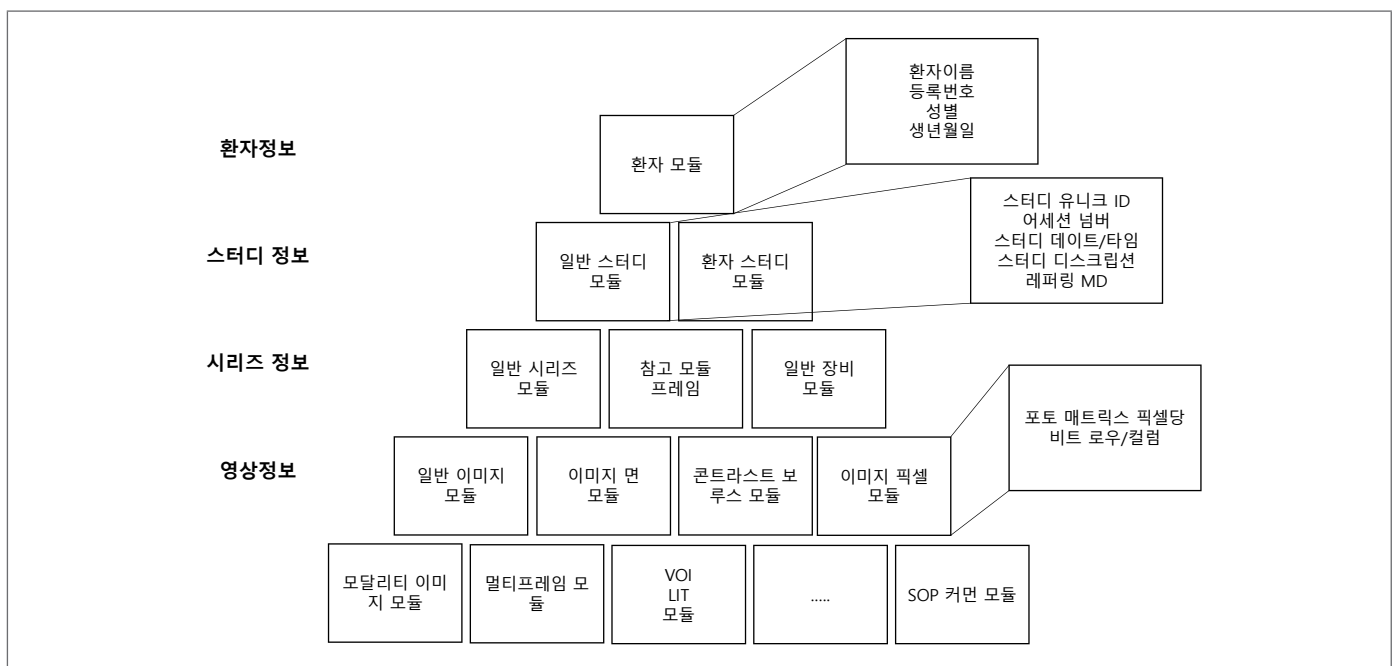 환자이름
등록번호
성별
생년월일
환자정보
환자 모듈
스터디 유니크 ID
어세션 넘버
스터디 데이트/타임
스터디 디스크립션
레퍼링 MD
스터디 정보
일반 스터디
모듈
환자 스터디
모듈
시리즈 정보
일반 시리즈
모듈
참고 모듈
프레임
일반 장비
모듈
포토 매트릭스 픽셀당
비트 로우/컬럼
영상정보
일반 이미지
모듈
이미지 면
모듈
콘트라스트 보
루스 모듈
이미지 픽셀
모듈
모달리티 이미
지 모듈
멀티프레임 모
듈
VOI
LIT
모듈
.....
SOP 커먼 모듈